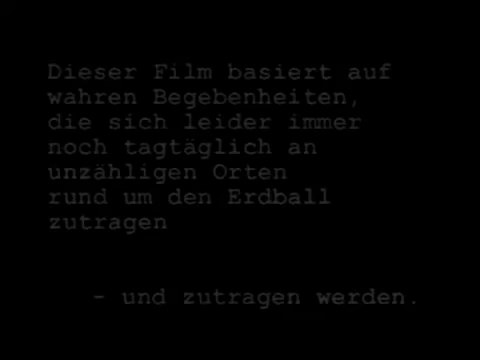 Dieser Film basiert auf
wahren Begebenheiten,
die sich leider immer
noch tagtäglich an
unzähligen Orten
rund um den Erdball
zutragen
- und zutragen werden.